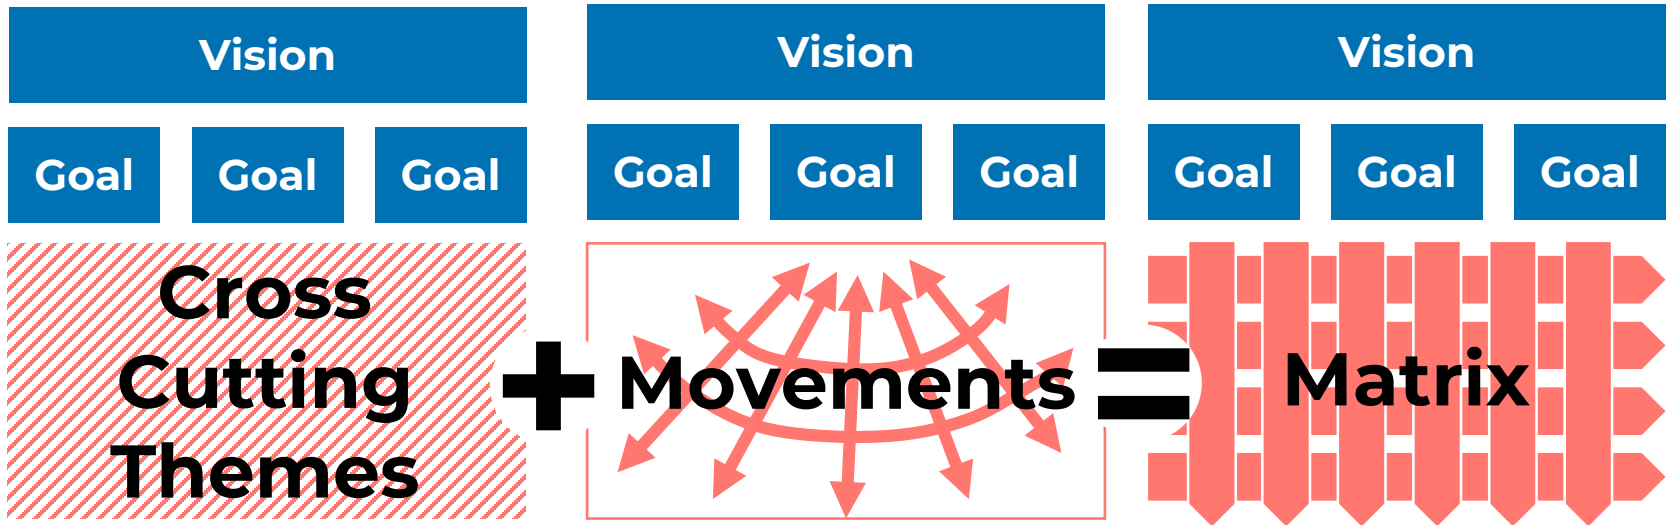 Vision
Goal Goal Goal
Cross
Cutting
Themes
+
Vision
Goal Goal Goal
Movements
=
Vision
Goal Goal Goal
Matrix